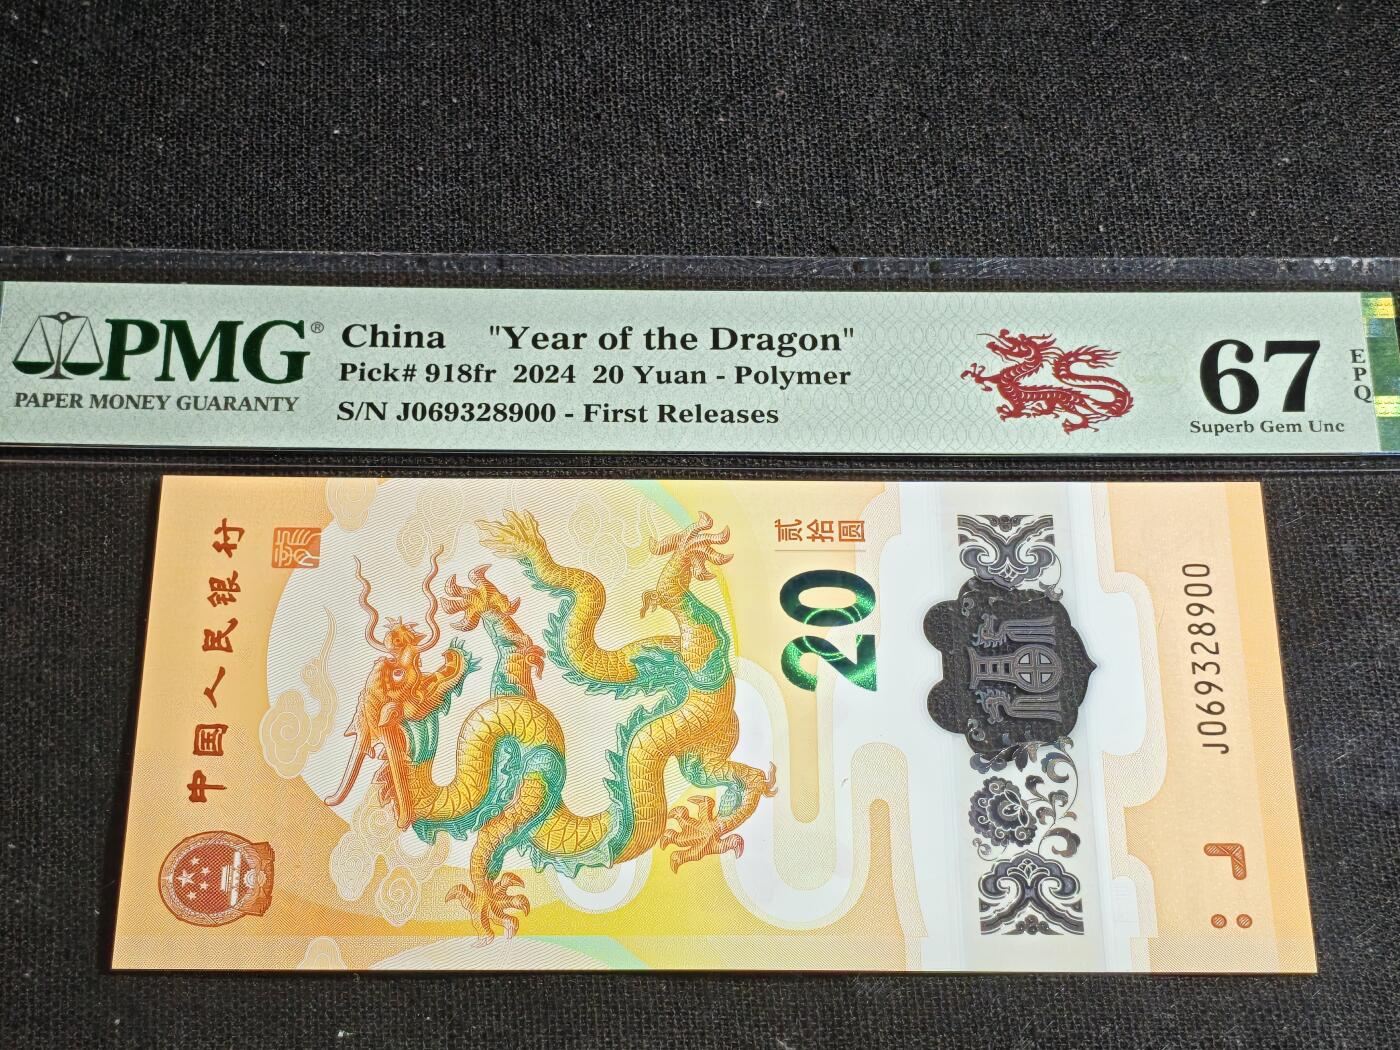 PMG®
PAPER MONEY GUARANTY
China "Year of the Dragon"
Pick# 918fr 2024 20 Yuan - Polymer
S/N J069328900 - First Releases
67
EPQ
Superb Gem Unc
中国人民银行
贰拾圆
20
J069328900